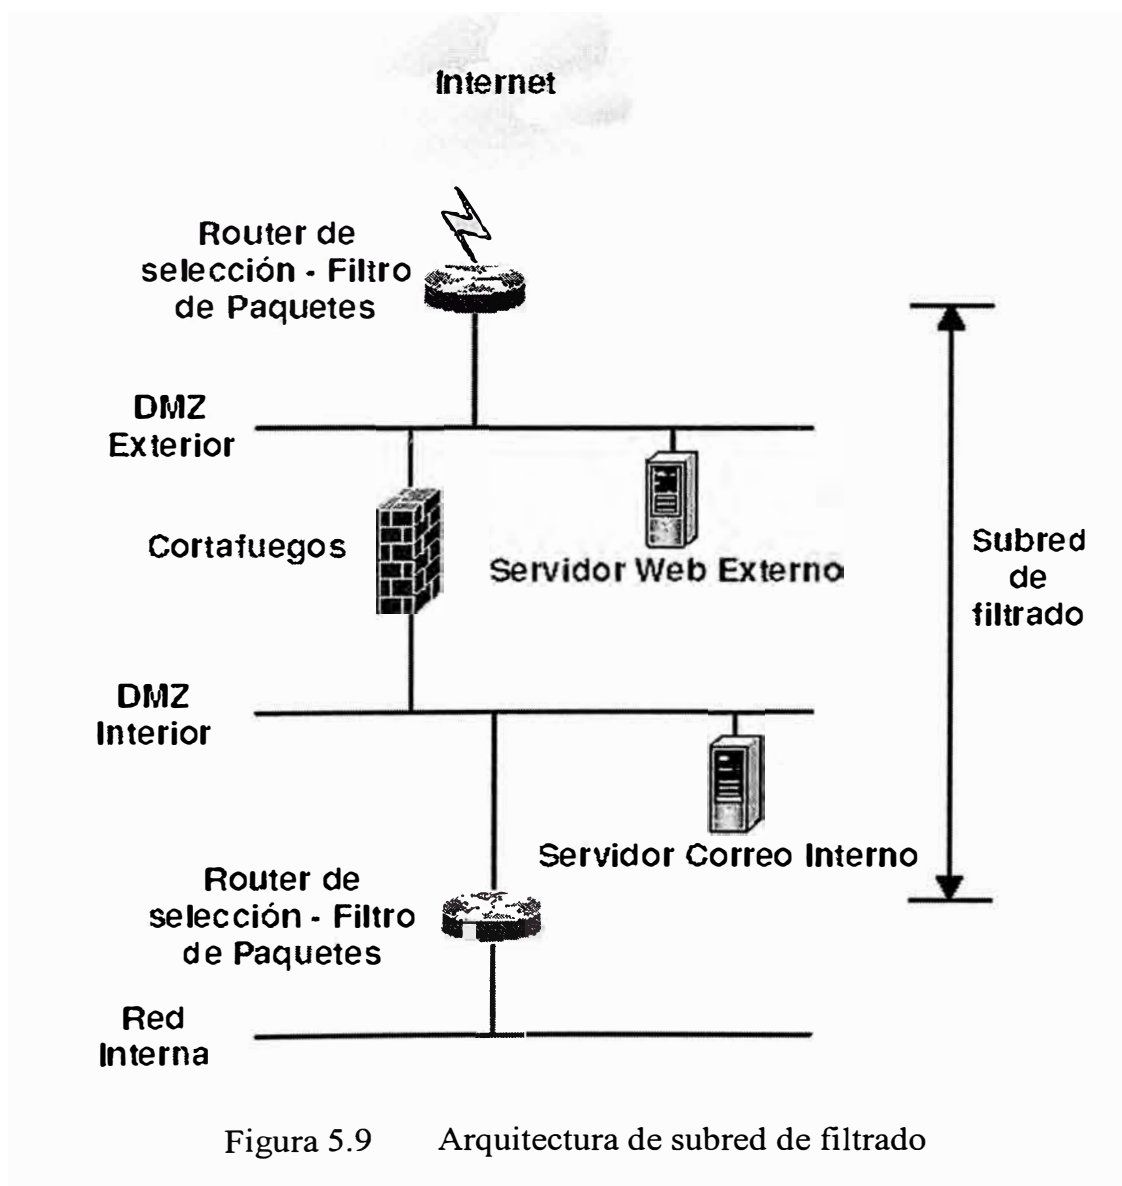 Internet
Router de
selección - Filtro
de Paquetes
DMZ
Exterior
Cortafuegos
Servidor Web Externo
Subred
de
filtrado
DMZ
Interior
Servidor Correo Interno
Router de
selección - Filtro
de Paquetes
Red
Interna
Figura 5.9 Arquitectura de subred de filtrado